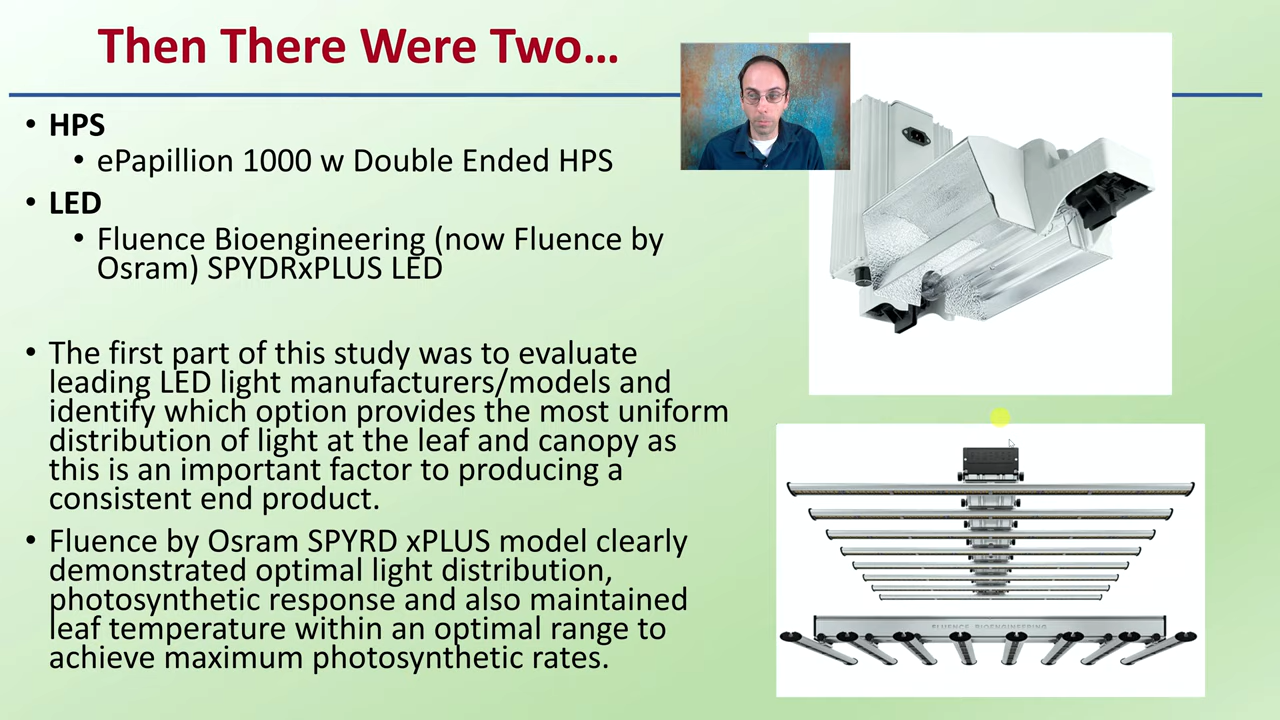 Then There Were Two...
• HPS
• ePapillion 1000 w Double Ended HPS
• LED
• Fluence Bioengineering (now Fluence by
Osram) SPYDRxPLUS LED
• The first part of this study was to evaluate
leading LED light manufacturers/models and
identify which option provides the most uniform
distribution of light at the leaf and canopy as
this is an important factor to producing a
consistent end product.
• Fluence by Osram SPYRD xPLUS model clearly
demonstrated optimal light distribution,
photosynthetic response and also maintained
leaf temperature within an optimal range to
achieve maximum photosynthetic rates.
FLUENCE BIOENGINEERING